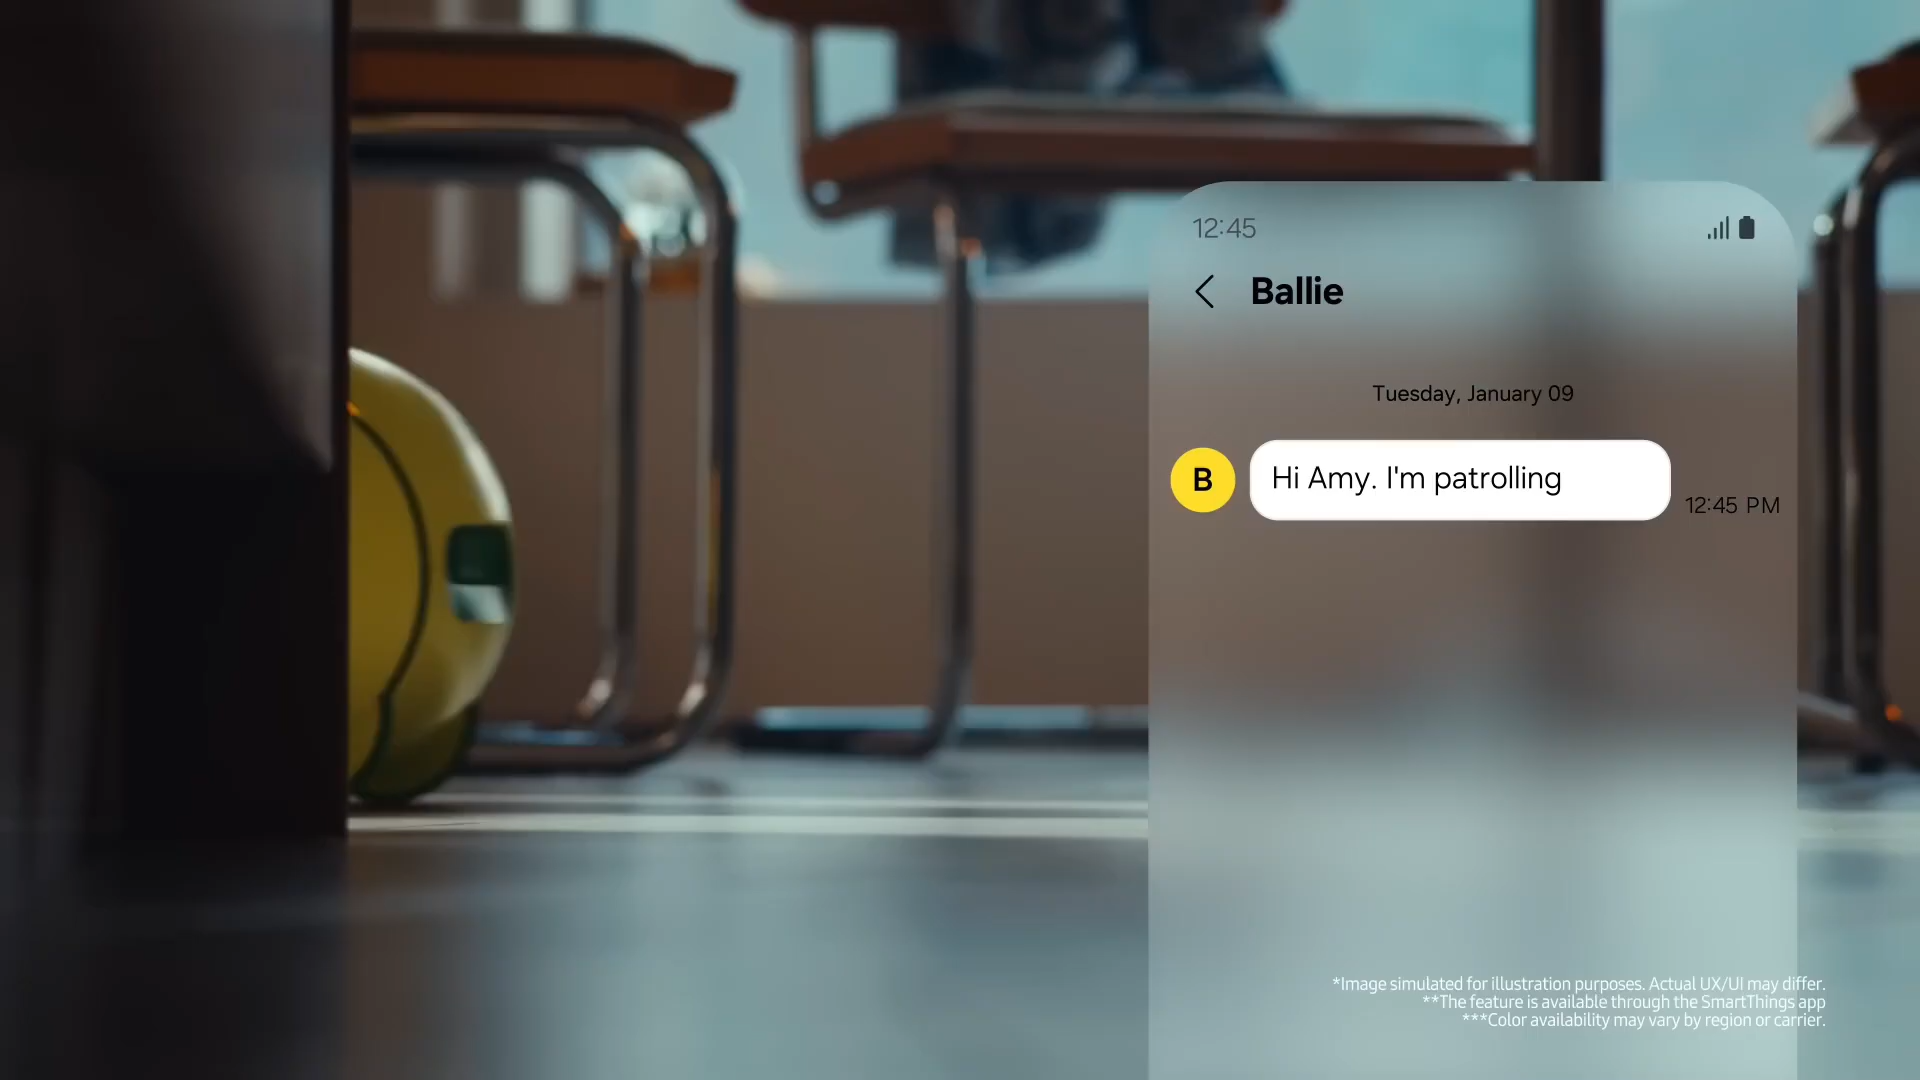 12:45
Ballie
Tuesday, January 09
B
Hi Amy. I'm patrolling
12:45 PM
*Image simulated for illustration purposes. Actual UX/UI may differ.
**The feature is available through the SmartThings app
***Color availability may vary by region or carrier.